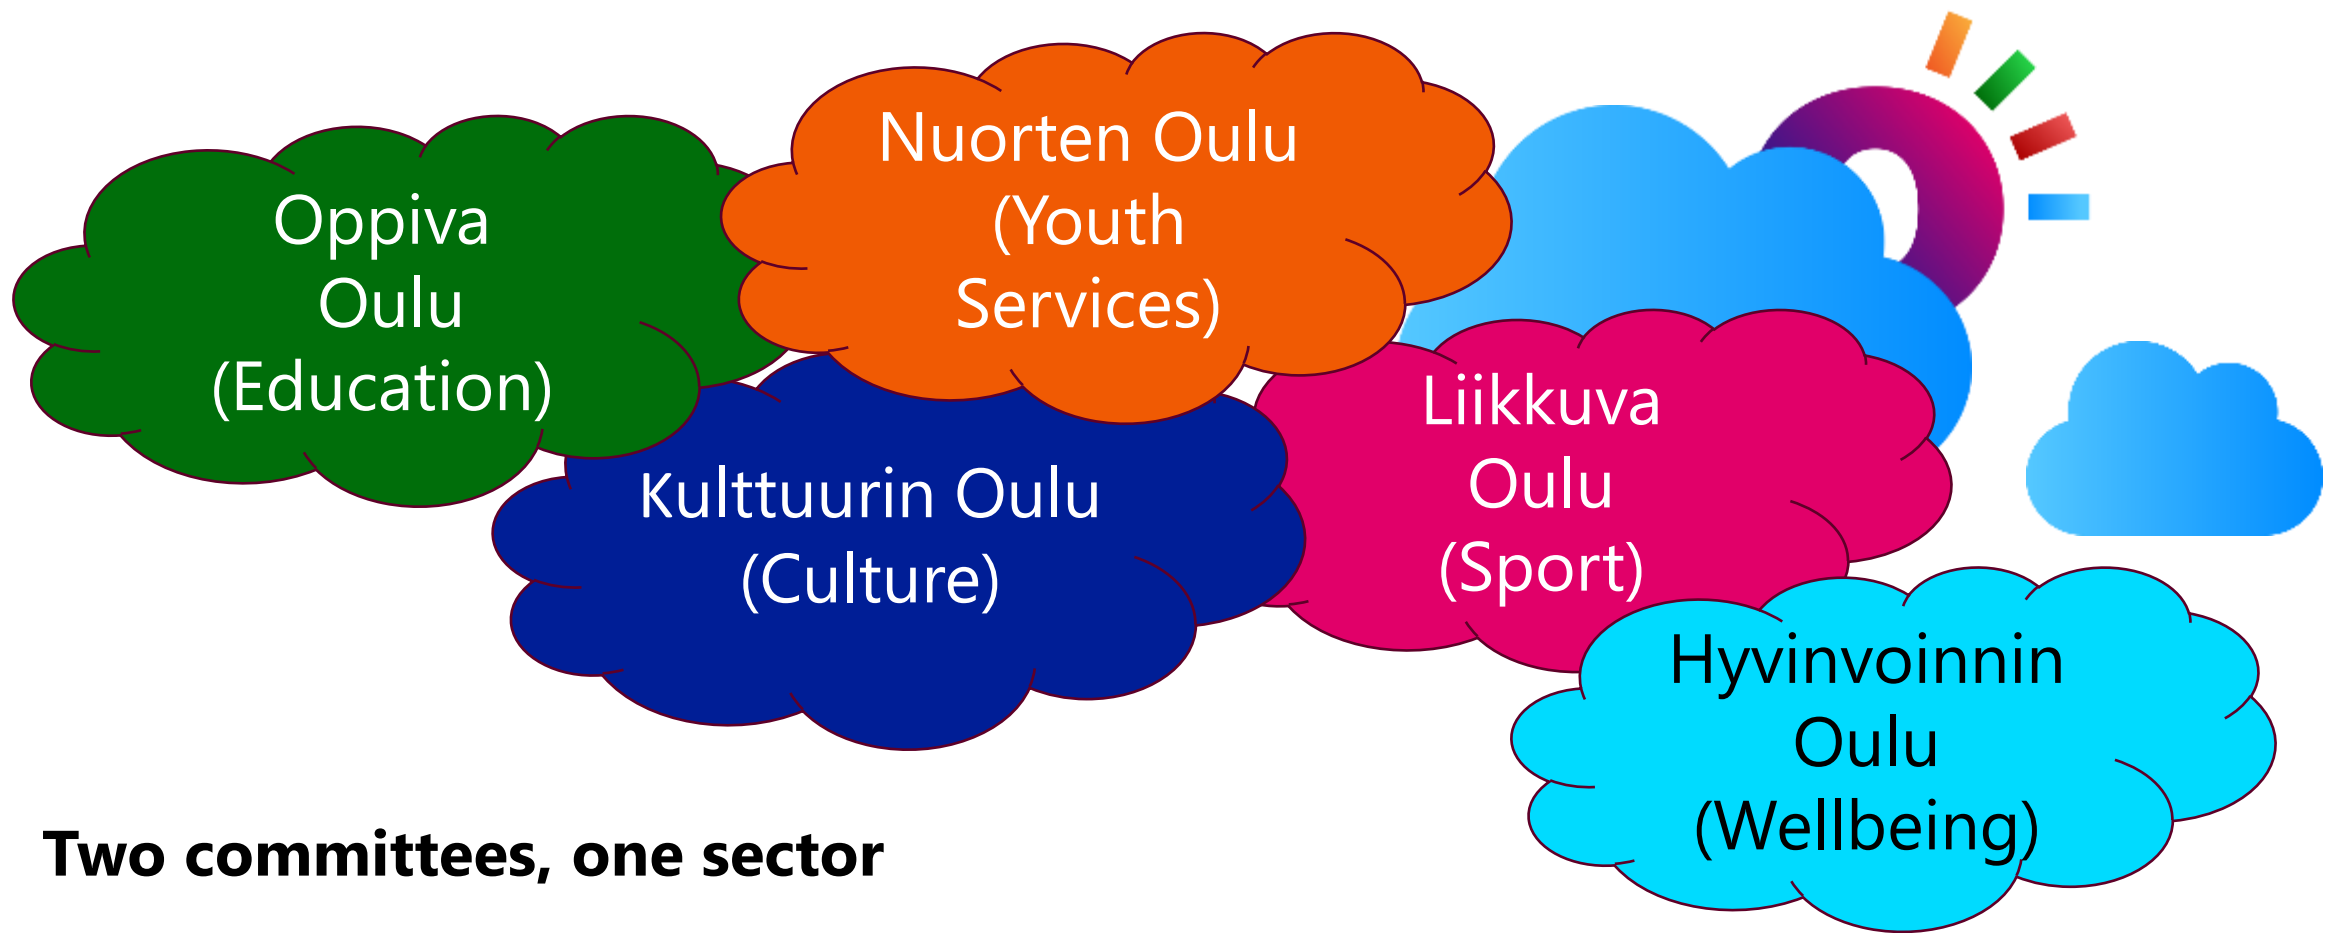 Oppiva
Oulu
(Education)
Nuorten Oulu
(Youth
Services)
Kulttuurin Oulu
(Culture)
Liikkuva
Oulu
(Sport)
Hyvinvoinnin
Oulu
(Wellbeing)
Two committees, one sector